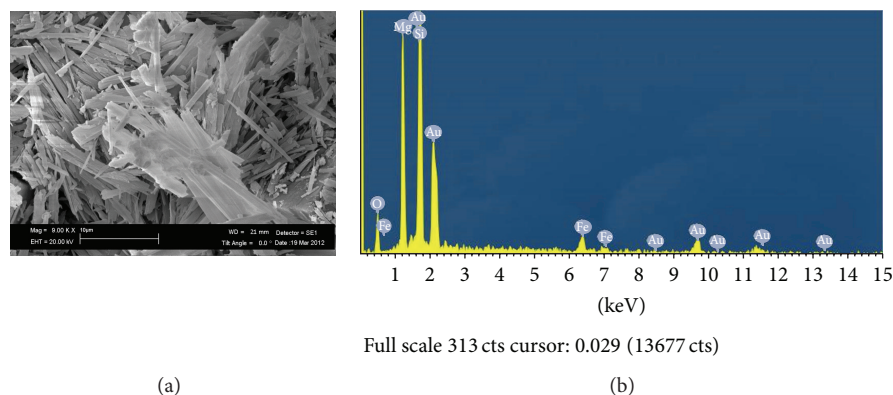 Mag = 9.00 K X 10μm WD = 21 mm Detector = SE1
EHT = 20.00 kV Tilt Angle = 0.0 ° Date :19 Mar 2012
(a)
Au
Mg Si
Au
O
Fe
Fe
Fe
Au
Au
Au
Au
Au
1 2 3 4 5 6 7 8 9 10 11 12 13 14 15
(keV)
Full scale 313 cts cursor: 0.029 (13677 cts)
(b)